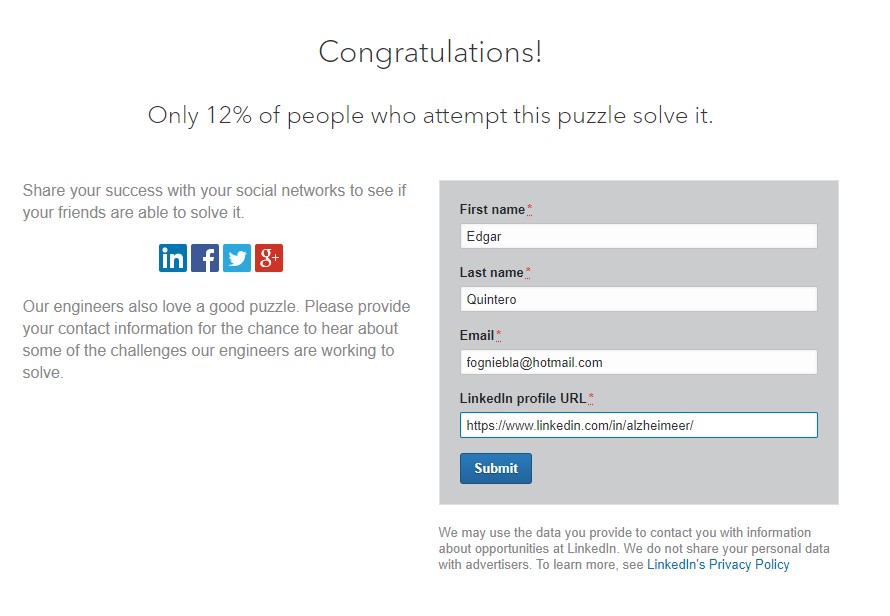 Congratulations!
Only 12% of people who attempt this puzzle solve it.
Share your success with your social networks to see if
your friends are able to solve it.
in f g+
Our engineers also love a good puzzle. Please provide
your contact information for the chance to hear about
some of the challenges our engineers are working to
solve.
First name*
Edgar
Last name*
Quintero
Email*
fogniebla@hotmail.com
LinkedIn profile URL*
https://www.linkedin.com/in/alzheimeer/
Submit
We may use the data you provide to contact you with information
about opportunities at LinkedIn. We do not share your personal data
with advertisers. To learn more, see LinkedIn's Privacy Policy